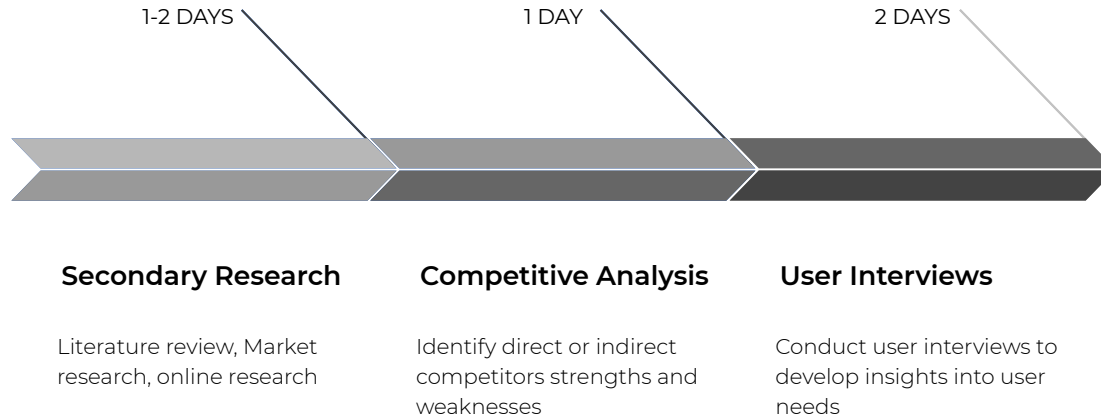 1-2 DAYS
1 DAY
2 DAYS
Secondary Research
Literature review, Market
research, online research
Competitive Analysis
Identify direct or indirect
competitors strengths and
weaknesses
User Interviews
Conduct user interviews to
develop insights into user
needs